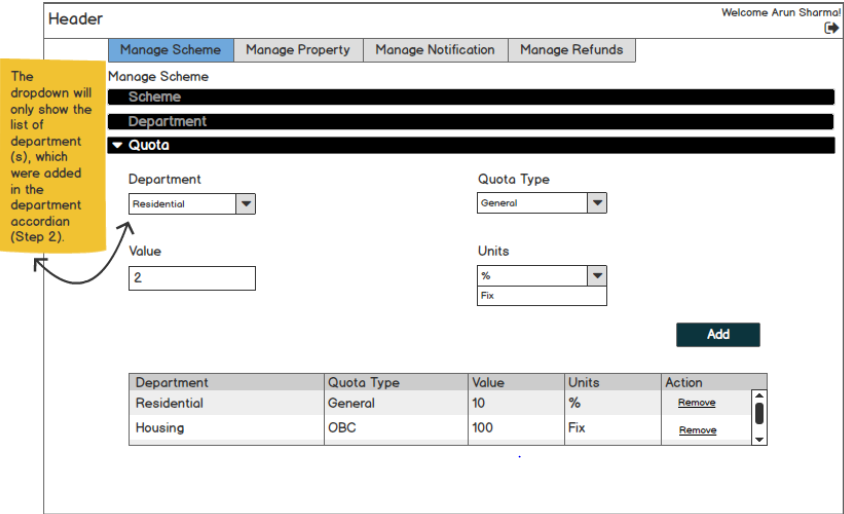 Header
Welcome Arun Sharma!
Manage Scheme Manage Property Manage Notification Manage Refunds
The
dropdown will
only show the
list of
department
(s), which
were added
in the
department
accordian
(Step 2).
Manage Scheme
Scheme
Department
Quota
Department Quota Type
Residential General
Value Units
2 %
Fix
Add
Department Quota Type Value Units Action
Residential General 10 % Remove
Housing OBC 100 Fix Remove